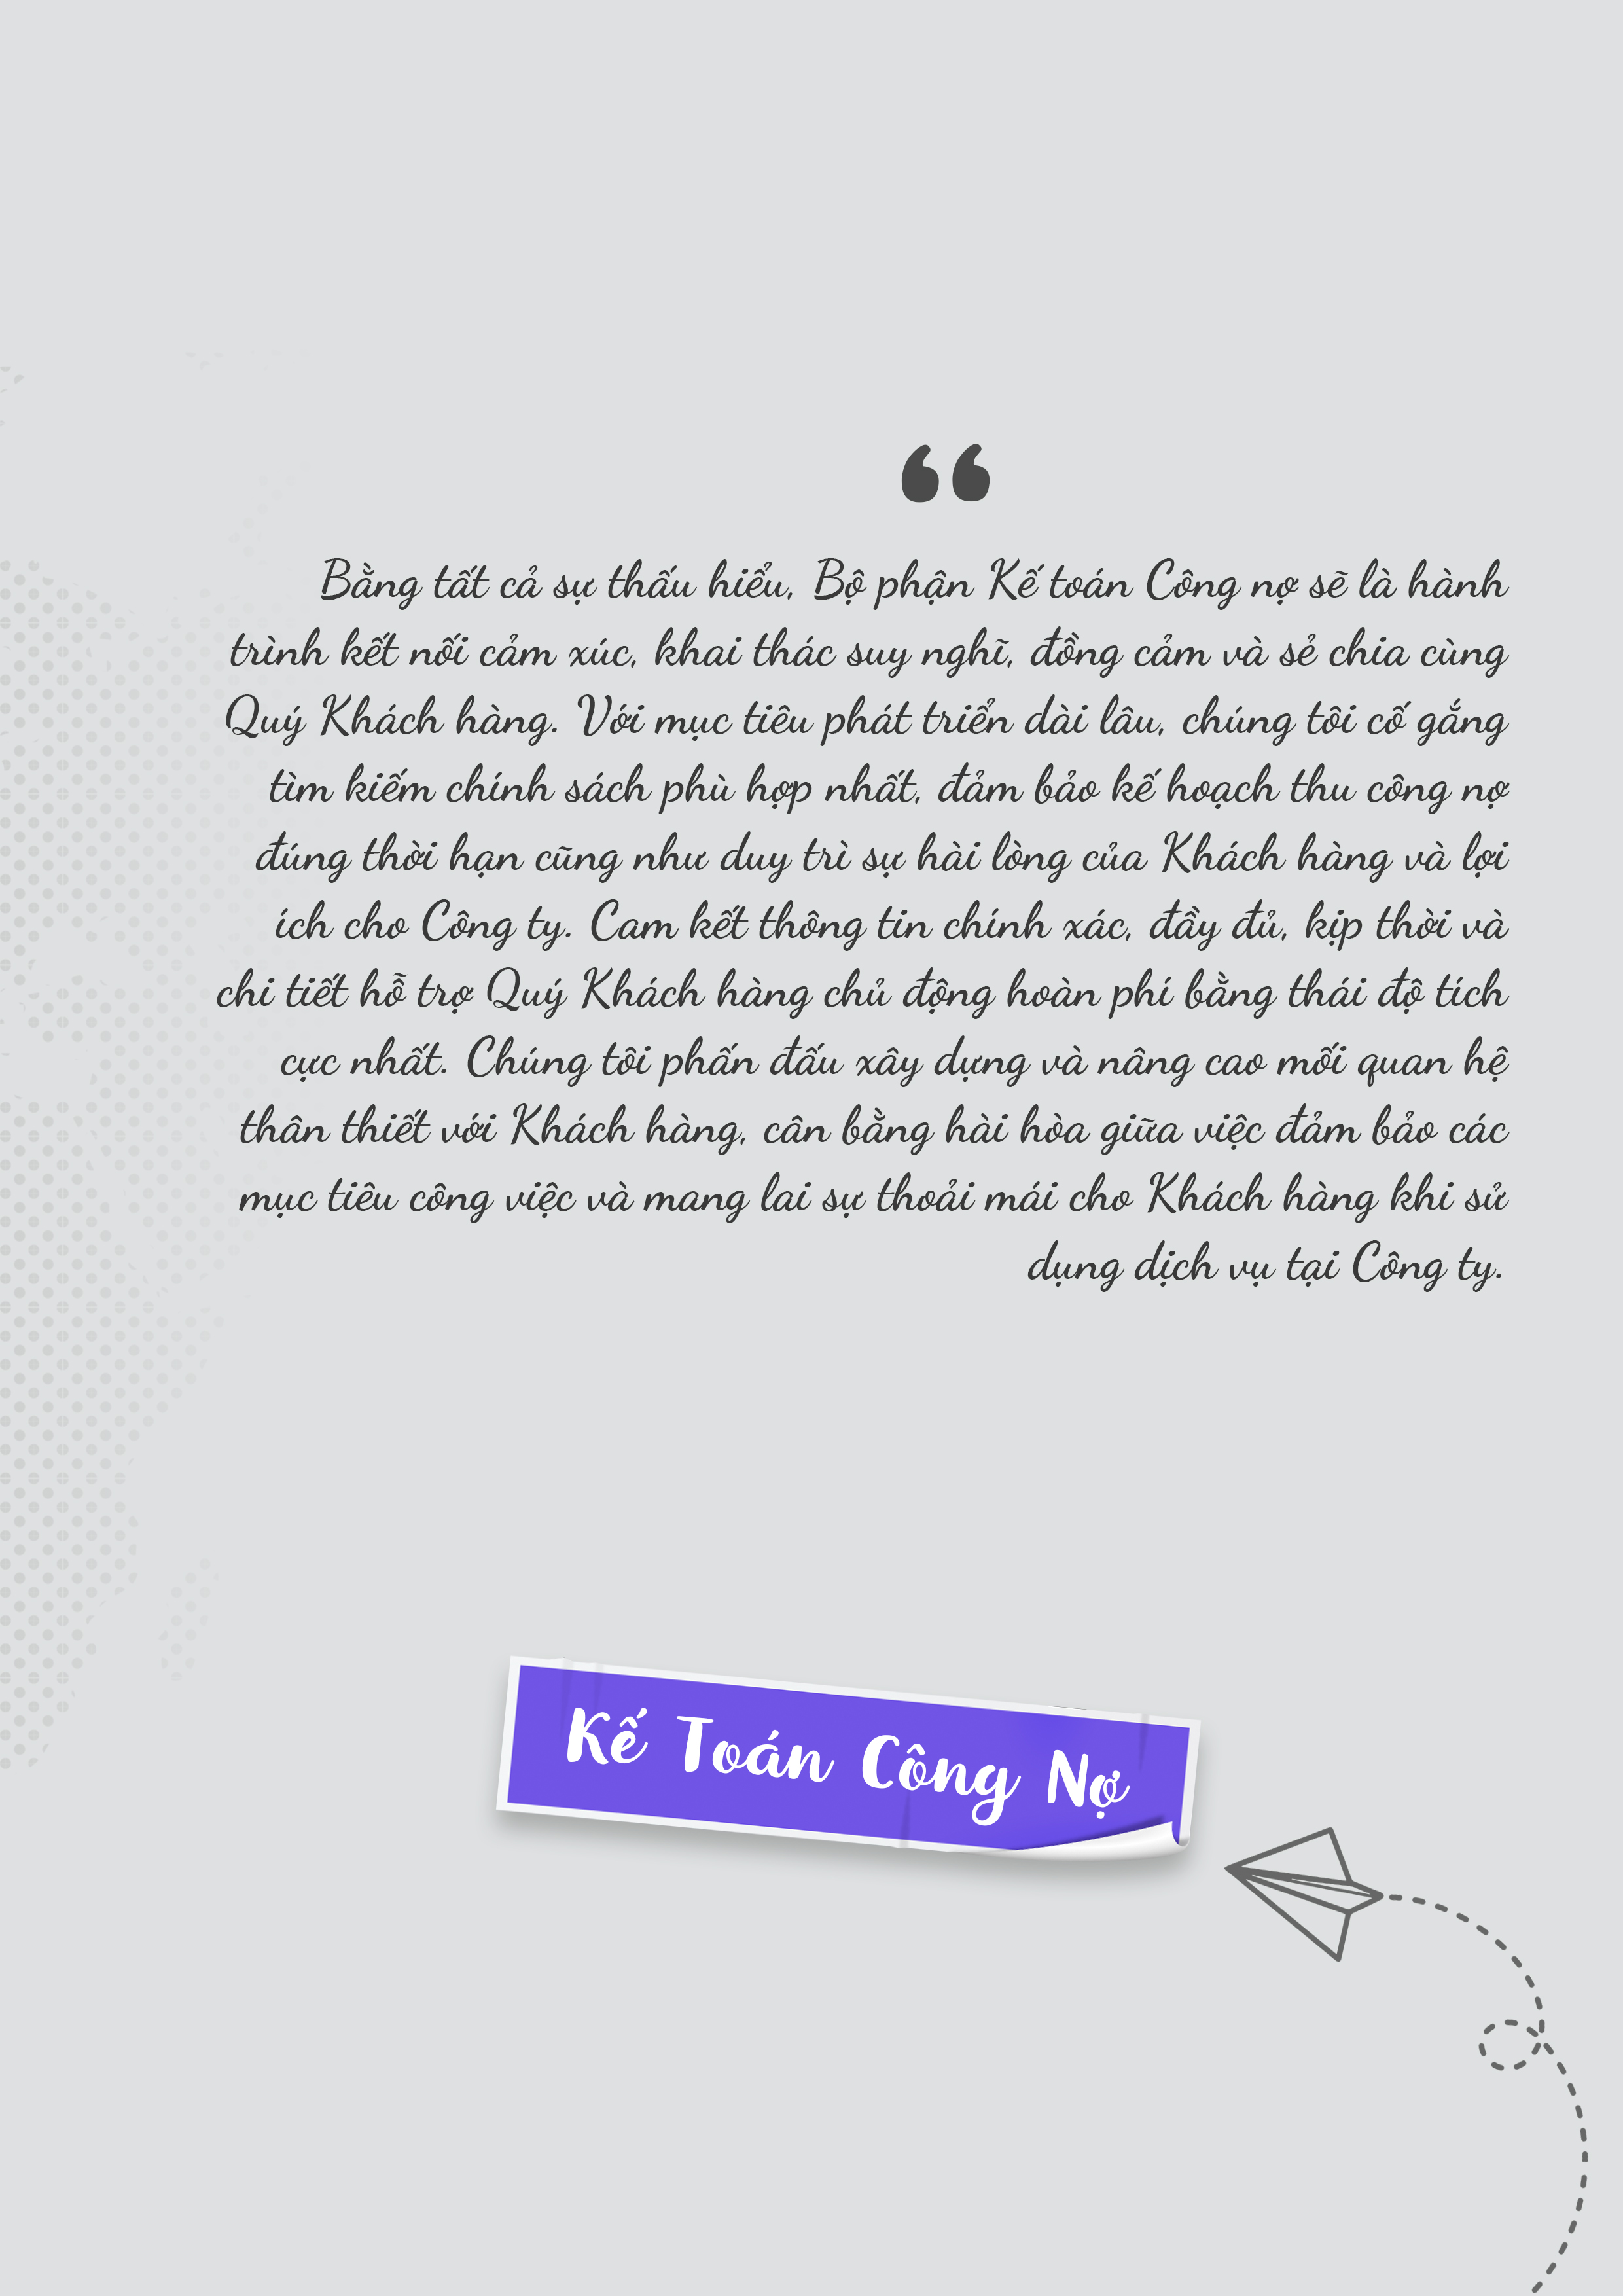 “
Bằng tất cả sự thấu hiểu, Bộ phận Kế toán Công nợ sẽ là hành
trình kết nối cảm xúc, khai thác suy nghĩ, đồng cảm và sẻ chia cùng
Quý Khách hàng. Với mục tiêu phát triển dài lâu, chúng tôi cố gắng
tìm kiếm chính sách phù hợp nhất, đảm bảo kế hoạch thu công nợ
đúng thời hạn cũng như duy trì sự hài lòng của Khách hàng và lợi
ích cho Công ty. Cam kết thông tin chính xác, đầy đủ, kịp thời và
chi tiết hỗ trợ Quý Khách hàng chủ động hoàn phí bằng thái độ tích
cực nhất. Chúng tôi phấn đấu xây dựng và nâng cao mối quan hệ
thân thiết với Khách hàng, cân bằng hài hòa giữa việc đảm bảo các
mục tiêu công việc và mang lai sự thoải mái cho Khách hàng khi sử
dụng dịch vụ tại Công ty.
Kế Toán Công Nợ